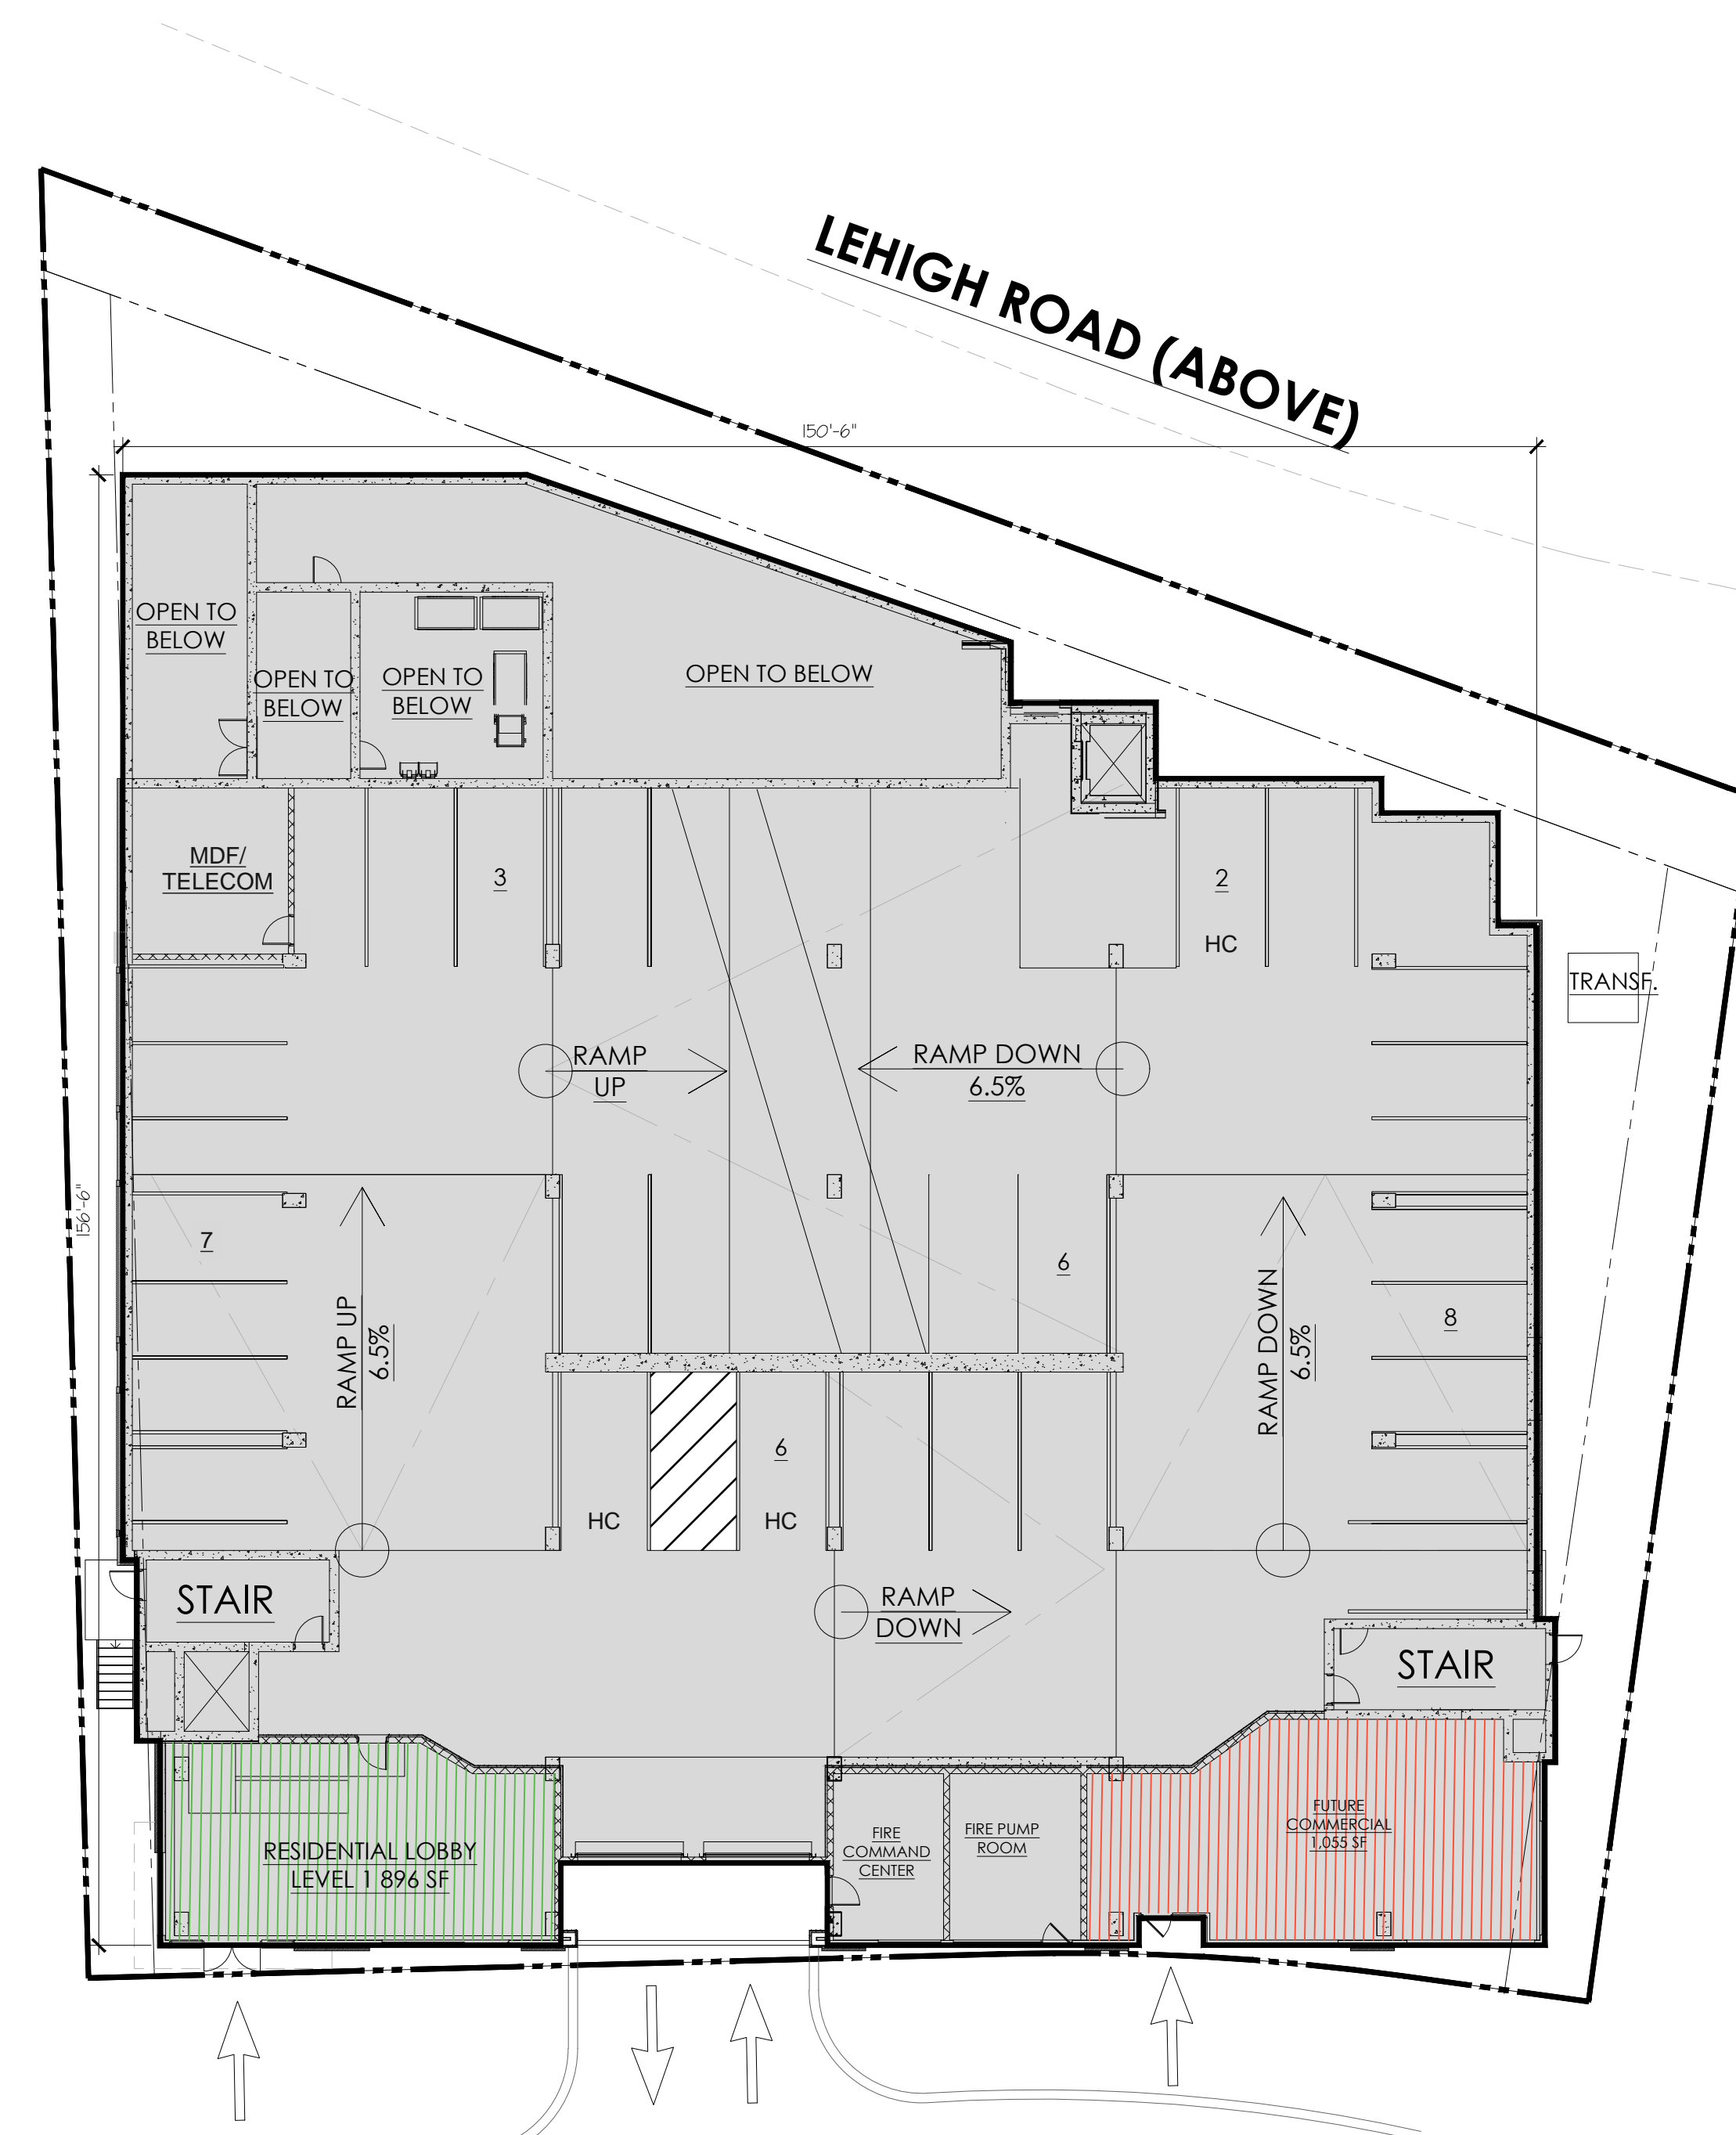 LEHIGH ROAD (ABOVE)
150'-6"
OPEN TO
BELOW
OPEN TO
BELOW
OPEN TO
BELOW
OPEN TO BELOW
MDF/
TELECOM
3
2
HC
TRANSF.
RAMP
UP
RAMP DOWN
6.5%
156'-6"
7
6
RAMP UP
6.5%
RAMP DOWN
6.5%
8
6
HC
HC
STAIR
RAMP
DOWN
STAIR
RESIDENTIAL LOBBY
LEVEL 1 896 SF
FIRE
COMMAND
CENTER
FIRE PUMP
ROOM
FUTURE
COMMERCIAL
1,055 SF